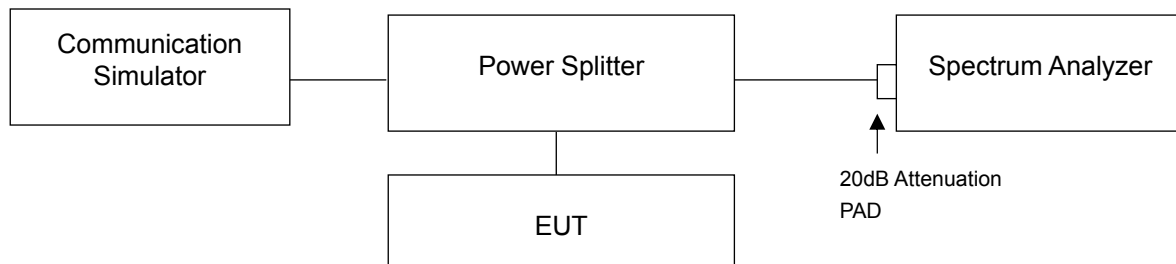 Communication
Simulator
Power Splitter
Spectrum Analyzer
20dB Attenuation
PAD
EUT